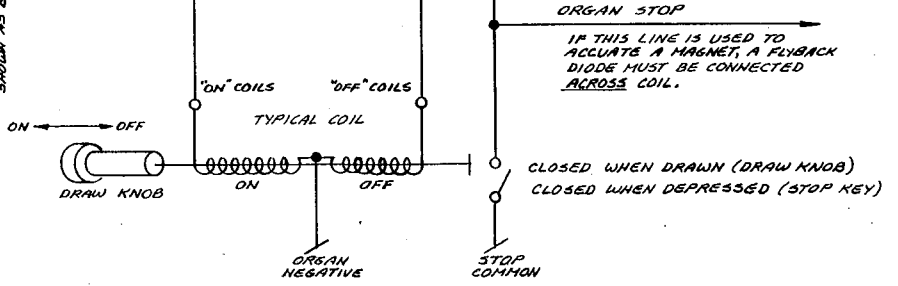 ORGAN STOP
IF THIS LINE IS USED TO
ACCUATE A MAGNET, A FLYBACK
DIODE MUST BE CONNECTED
ACROSS COIL.
"ON" COILS
"OFF" COILS
TYPICAL COIL
ON
OFF
DRAW KNOB
ON
OFF
CLOSED WHEN DRAWN (DRAW KNOB)
CLOSED WHEN DEPRESSED (STOP KEY)
ORGAN
NEGATIVE
STOP
COMMON